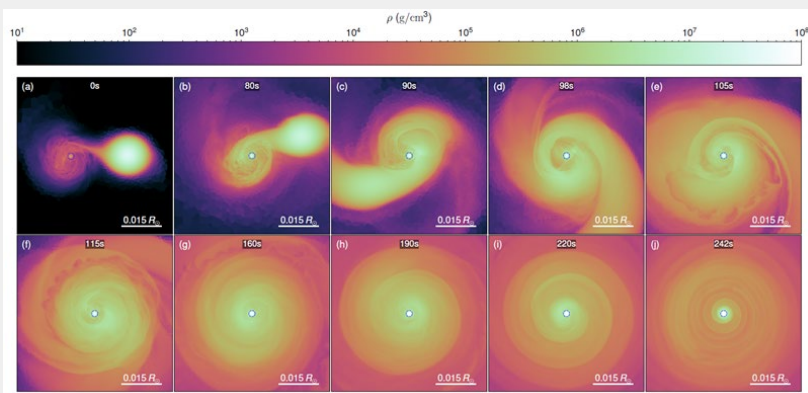 ρ (g/cm³)
10¹ 10² 10³ 10⁴ 10⁵ 10⁶ 10⁷ 10⁸
(a) 0s (b) 80s (c) 90s (d) 98s (e) 105s
0.015 R☉ 0.015 R☉ 0.015 R☉ 0.015 R☉ 0.015 R☉
(f) 115s (g) 160s (h) 190s (i) 220s (j) 242s
0.015 R☉ 0.015 R☉ 0.015 R☉ 0.015 R☉ 0.015 R☉